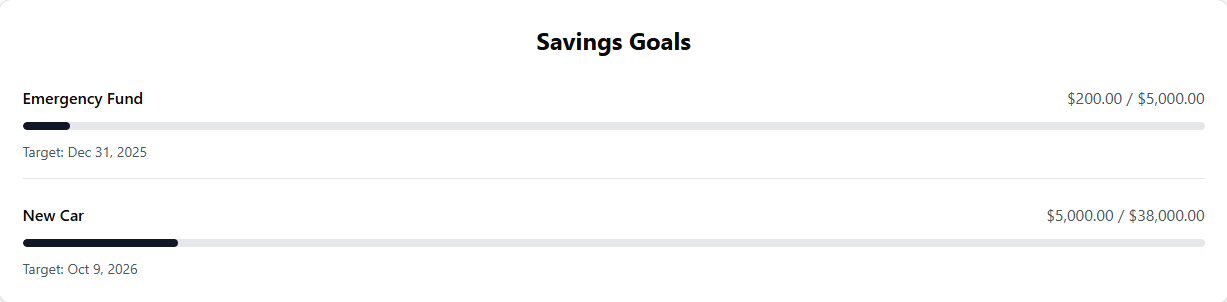 Savings Goals
Emergency Fund $200.00 / $5,000.00
Target: Dec 31, 2025
New Car $5,000.00 / $38,000.00
Target: Oct 9, 2026